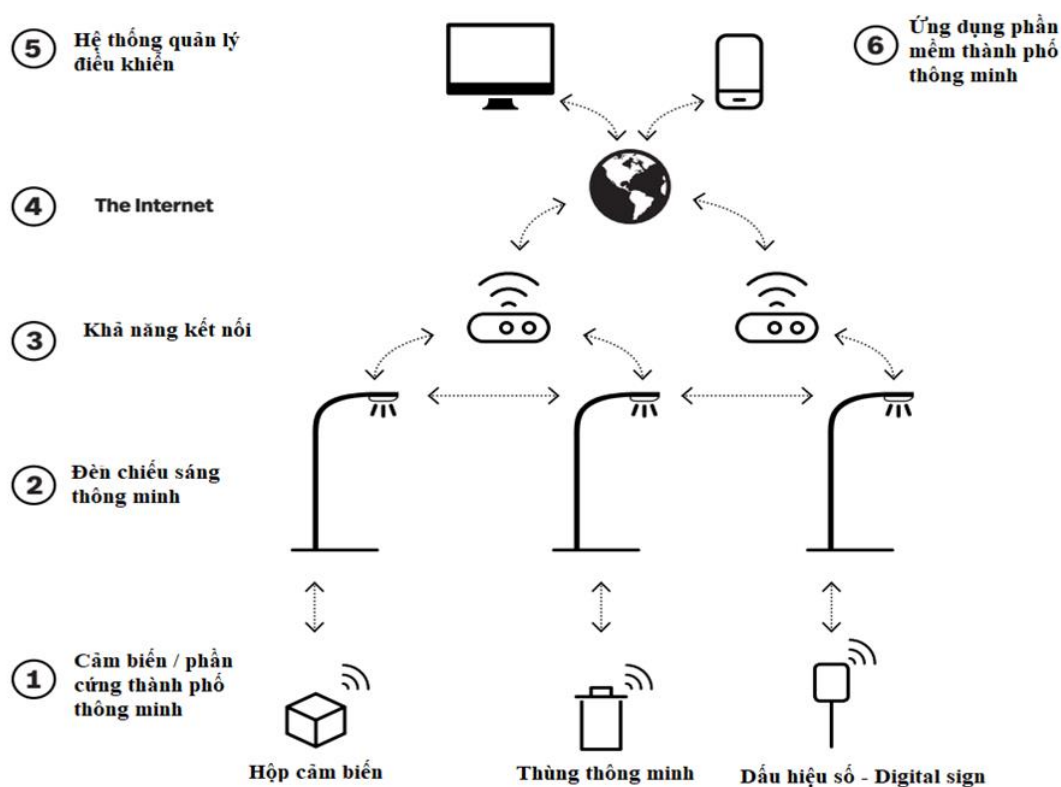 5
Hệ thống quản lý
điều khiển
6
Ứng dụng phần
mềm thành phố
thông minh
4
The Internet
3
Khả năng kết nối
2
Đèn chiếu sáng
thông minh
1
Cảm biến / phần
cứng thành phố
thông minh
Hộp cảm biến
Thùng thông minh
Dấu hiệu số - Digital sign